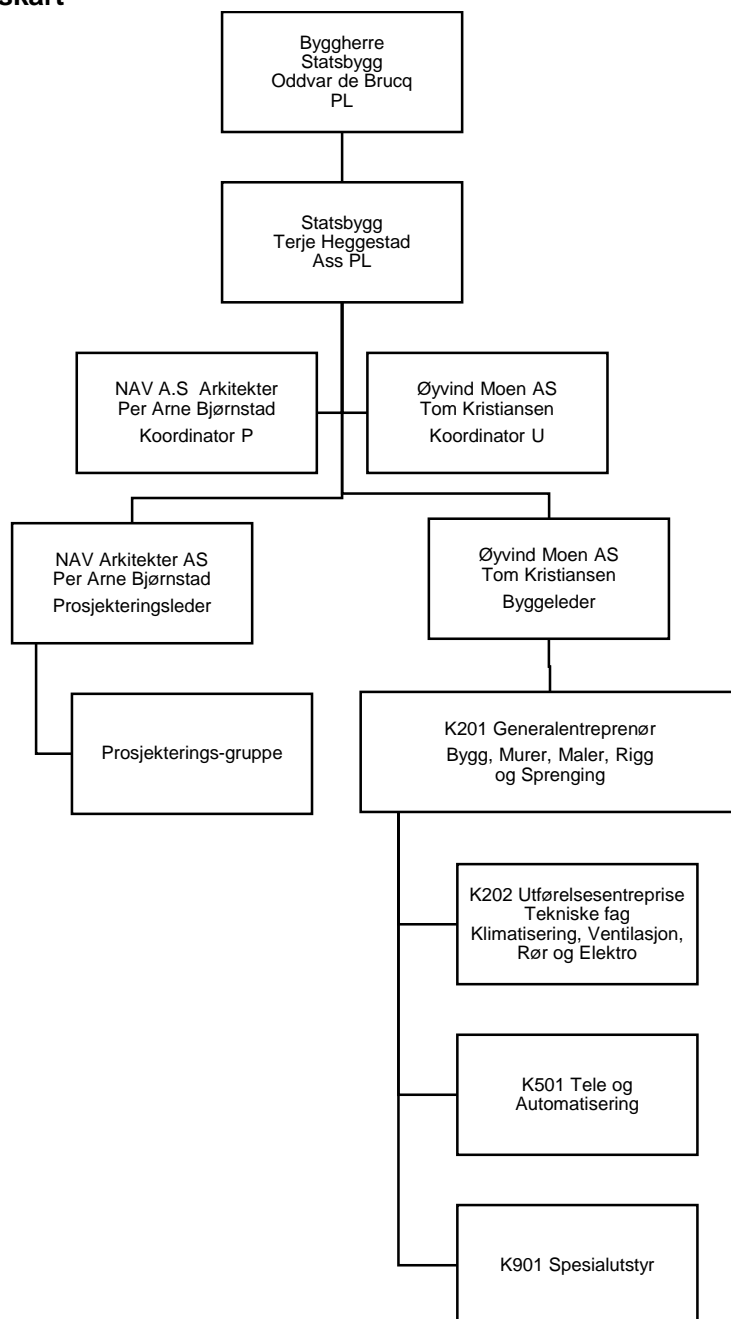 Byggherre
Statsbygg
Oddvar de Brucq
PL
Statsbygg
Terje Heggestad
Ass PL
NAV A.S Arkitekter
Per Arne Bjørnstad
Koordinator P
Øyvind Moen AS
Tom Kristiansen
Koordinator U
NAV Arkitekter AS
Per Arne Bjørnstad
Prosjekteringsleder
Øyvind Moen AS
Tom Kristiansen
Byggeleder
Prosjekterings-gruppe
K201 Generalentreprenør
Bygg, Murer, Maler, Rigg
og Sprenging
K202 Utførelsesentreprise
Tekniske fag
Klimatisering, Ventilasjon,
Rør og Elektro
K501 Tele og
Automatisering
K901 Spesialutstyr